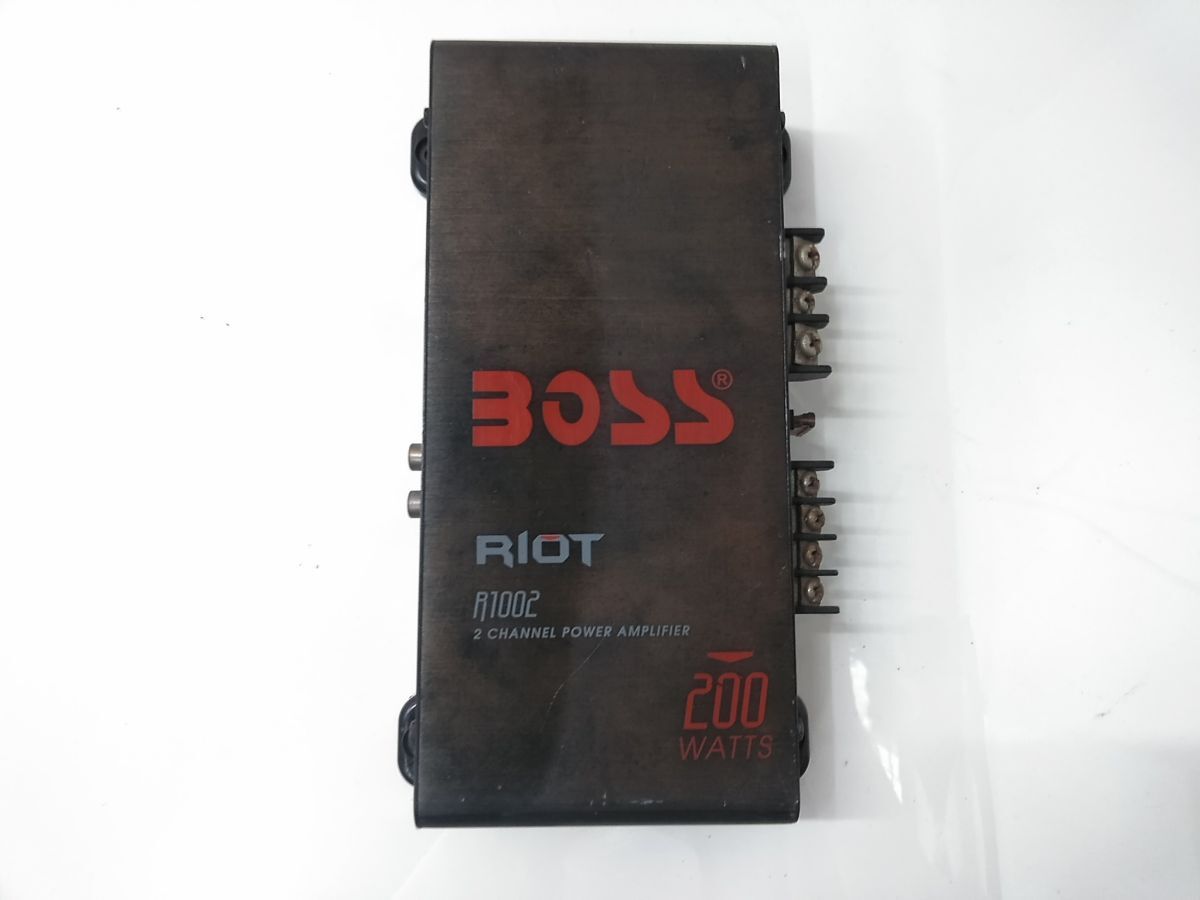 BOSS®
RIOT
R1002
2 CHANNEL POWER AMPLIFIER
200
WATTS